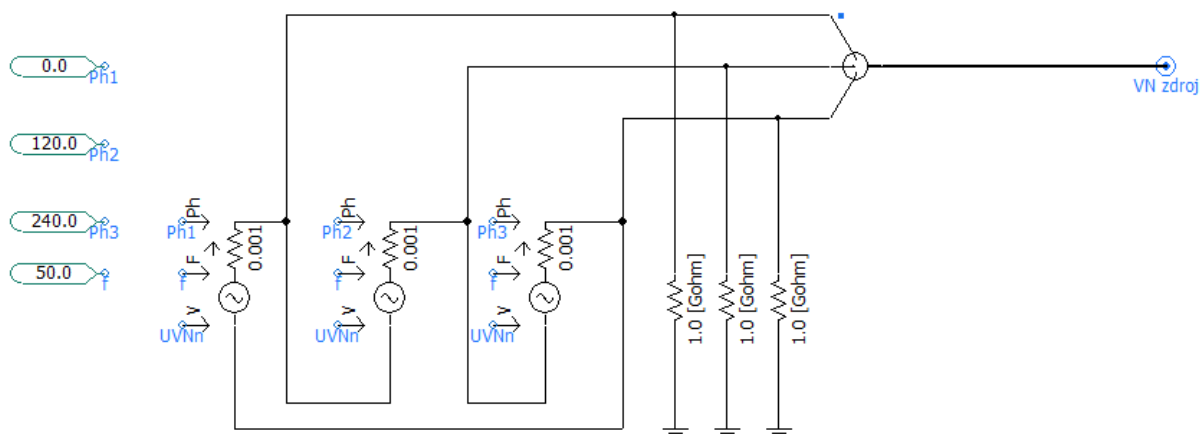 0.0
Ph1
VN zdroj
120.0
Ph2
240.0
Ph3
50.0
f
Ph1
Ph
f
F
UVNn
V
0.001
Ph2
Ph
f
F
UVNn
V
0.001
Ph3
Ph
f
F
UVNn
V
0.001
1.0 [Gohm]
1.0 [Gohm]
1.0 [Gohm]